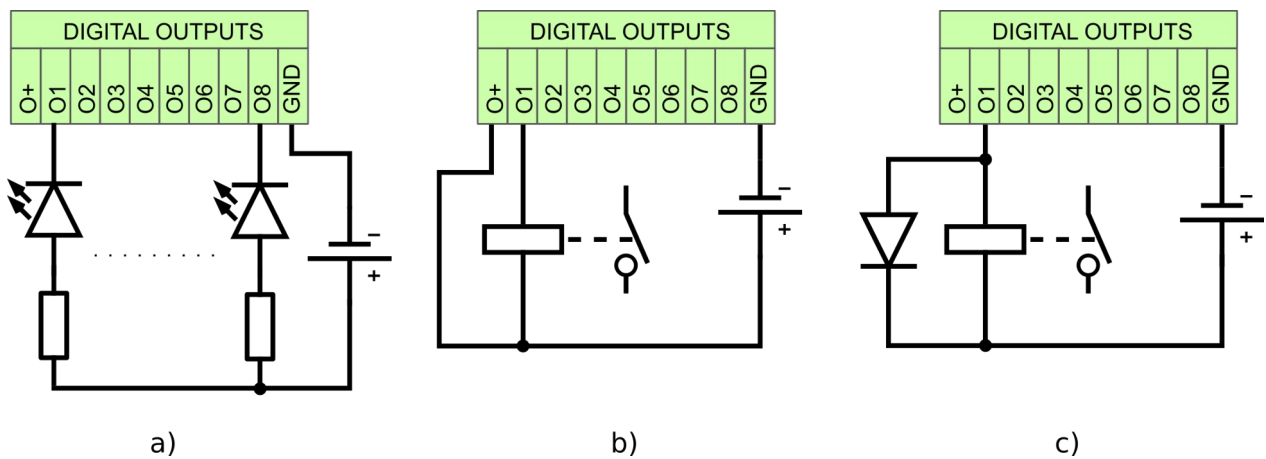 DIGITAL OUTPUTS
O+ O1 O2 O3 O4 O5 O6 O7 O8 GND
−
+
a)
DIGITAL OUTPUTS
O+ O1 O2 O3 O4 O5 O6 O7 O8 GND
−
+
b)
DIGITAL OUTPUTS
O+ O1 O2 O3 O4 O5 O6 O7 O8 GND
−
+
c)